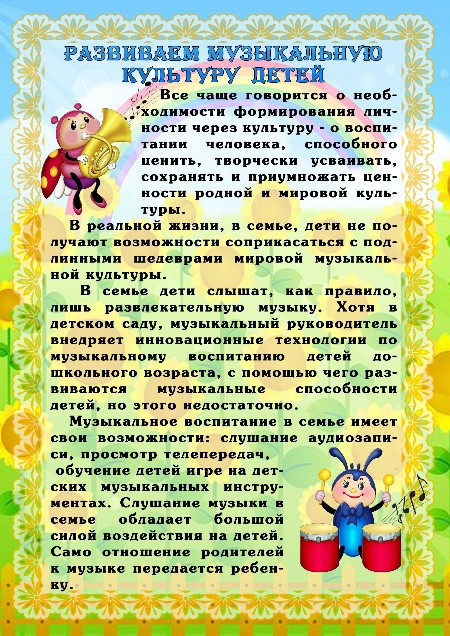 РАЗВИВАЕМ МУЗЫКАЛЬНУЮ
КУЛЬТУРУ ДЕТЕЙ
Все чаще говорится о необ-
ходимости формирования лич-
ности через культуру - о воспи-
тании человека, способного
ценить, творчески усваивать,
сохранять и приумножать цен-
ности родной и мировой куль-
туры.
В реальной жизни, в семье, дети не по-
лучают возможности соприкасаться с под-
линными шедеврами мировой музыкаль-
ной культуры.
В семье дети слышат, как правило,
лишь развлекательную музыку. Хотя в
детском саду, музыкальный руководитель
внедряет инновационные технологии по
музыкальному воспитанию детей до-
школьного возраста, с помощью чего раз-
виваются музыкальные способности
детей, но этого недостаточно.
Музыкальное воспитание в семье имеет
свои возможности: слушание аудиозапи-
си, просмотр телепередач,
обучение детей игре на дет-
ских музыкальных инстру-
ментах. Слушание музыки в
семье обладает большой
силой воздействия на детей.
Само отношение родителей
к музыке передается ребен-
ку.